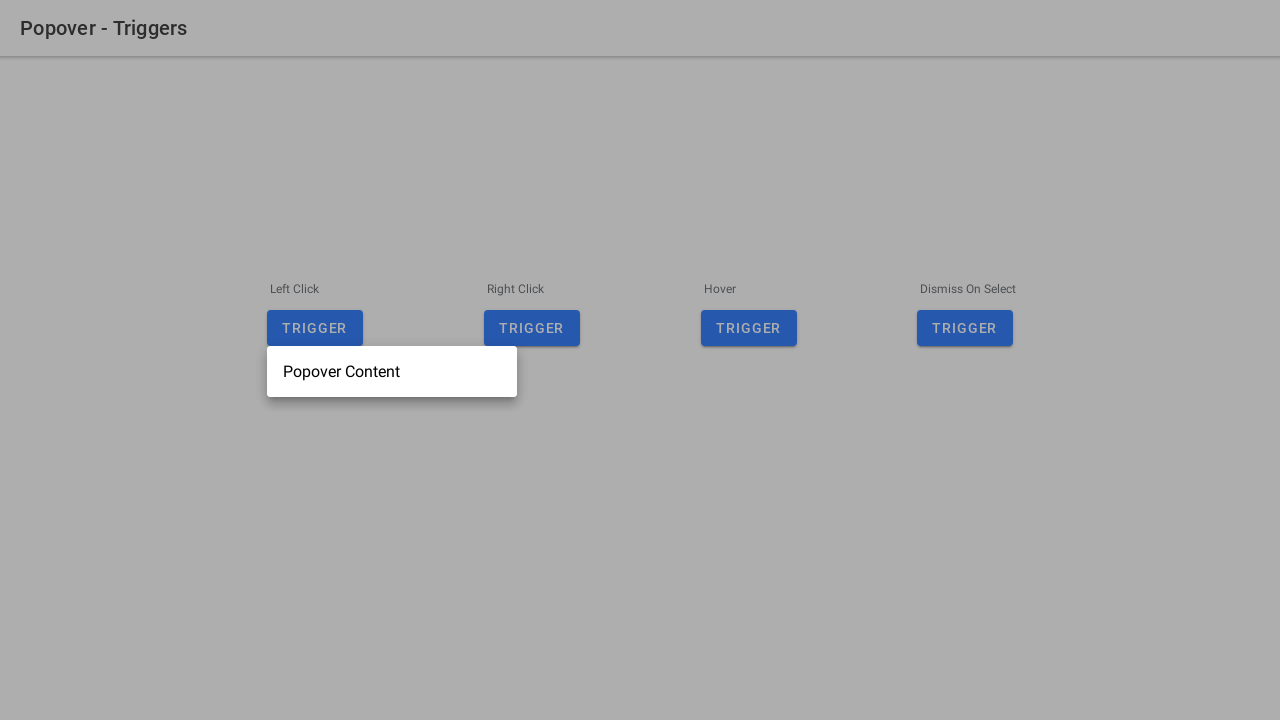 Popover - Triggers
Left Click
Right Click
Hover
Dismiss On Select
TRIGGER
TRIGGER
TRIGGER
TRIGGER
Popover Content